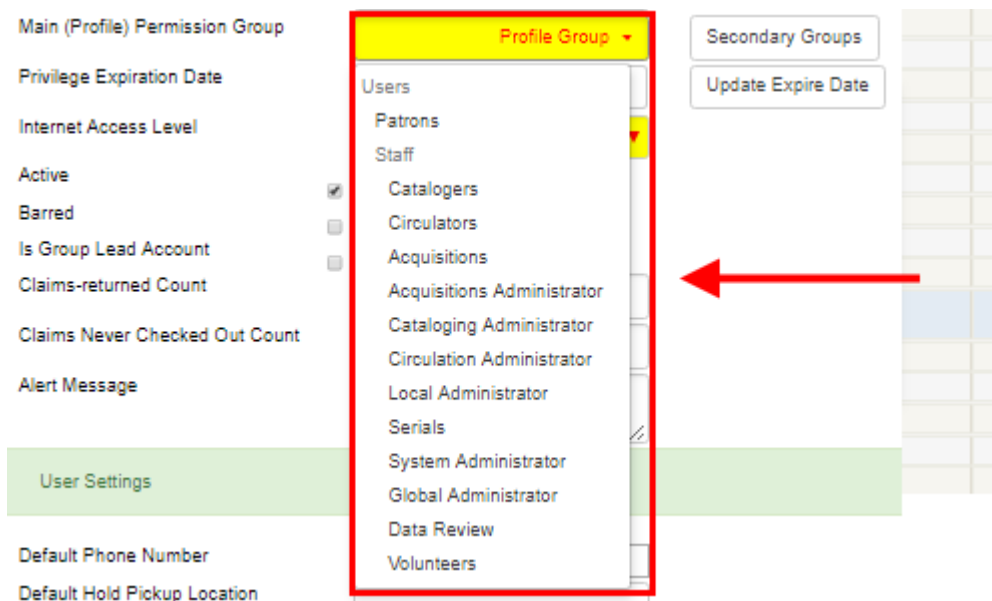 Main (Profile) Permission Group
Profile Group
Secondary Groups
Privilege Expiration Date
Update Expire Date
Users
Internet Access Level
Patrons
Staff
Active
Catalogers
Barred
Circulators
Is Group Lead Account
Acquisitions
Claims-returned Count
Acquisitions Administrator
Claims Never Checked Out Count
Cataloging Administrator
Circulation Administrator
Alert Message
Local Administrator
Serials
User Settings
System Administrator
Global Administrator
Data Review
Default Phone Number
Volunteers
Default Hold Pickup Location